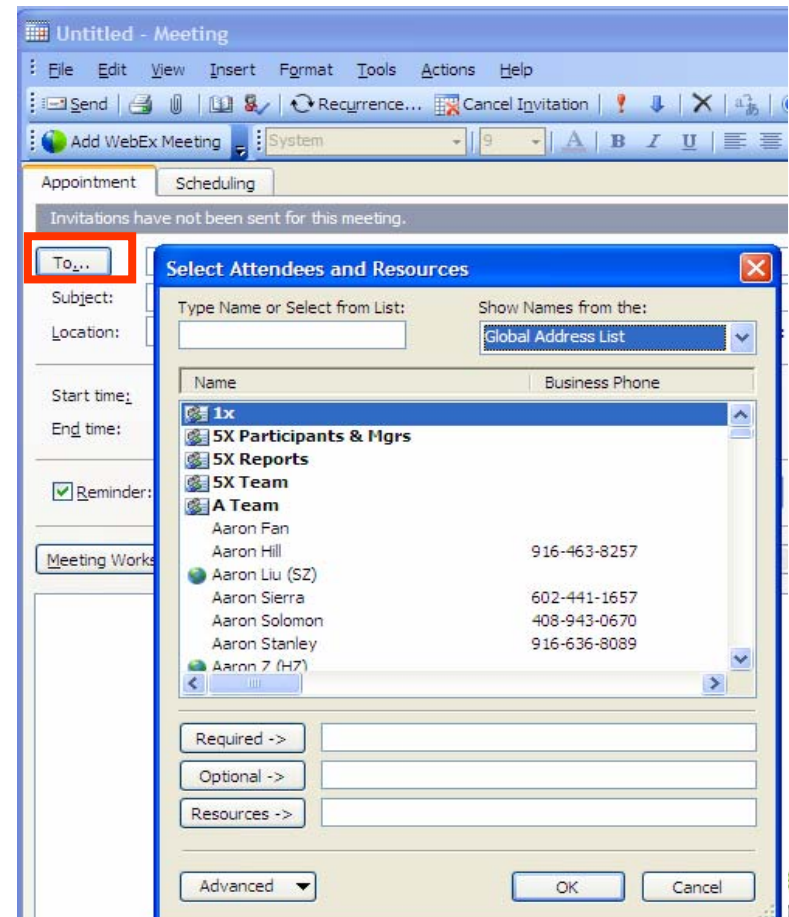 Untitled - Meeting
File Edit View Insert Format Tools Actions Help
Send Recurrence... Cancel Invitation
Add WebEx Meeting System 9 A B I U
Appointment Scheduling
Invitations have not been sent for this meeting.
To...
Subject:
Location:
Start time:
End time:
Reminder:
Meeting Works
Select Attendees and Resources
Type Name or Select from List: Show Names from the:
Global Address List
Name Business Phone
1x
5X Participants & Mgrs
5X Reports
5X Team
A Team
Aaron Fan
Aaron Hill 916-463-8257
Aaron Liu (SZ)
Aaron Sierra 602-441-1657
Aaron Solomon 408-943-0670
Aaron Stanley 916-636-8089
Aaron Z (HZ)
Required ->
Optional ->
Resources ->
Advanced OK Cancel